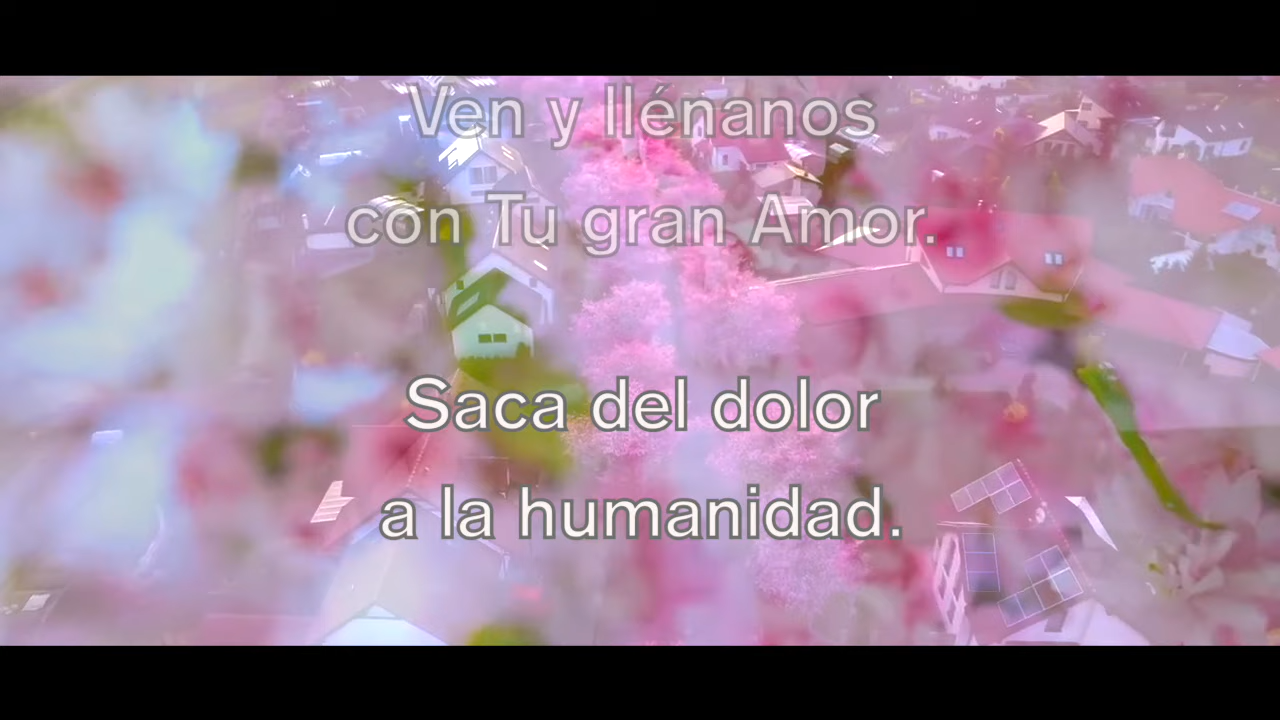 Ven y llénanos
con Tu gran Amor.
Saca del dolor
a la humanidad.